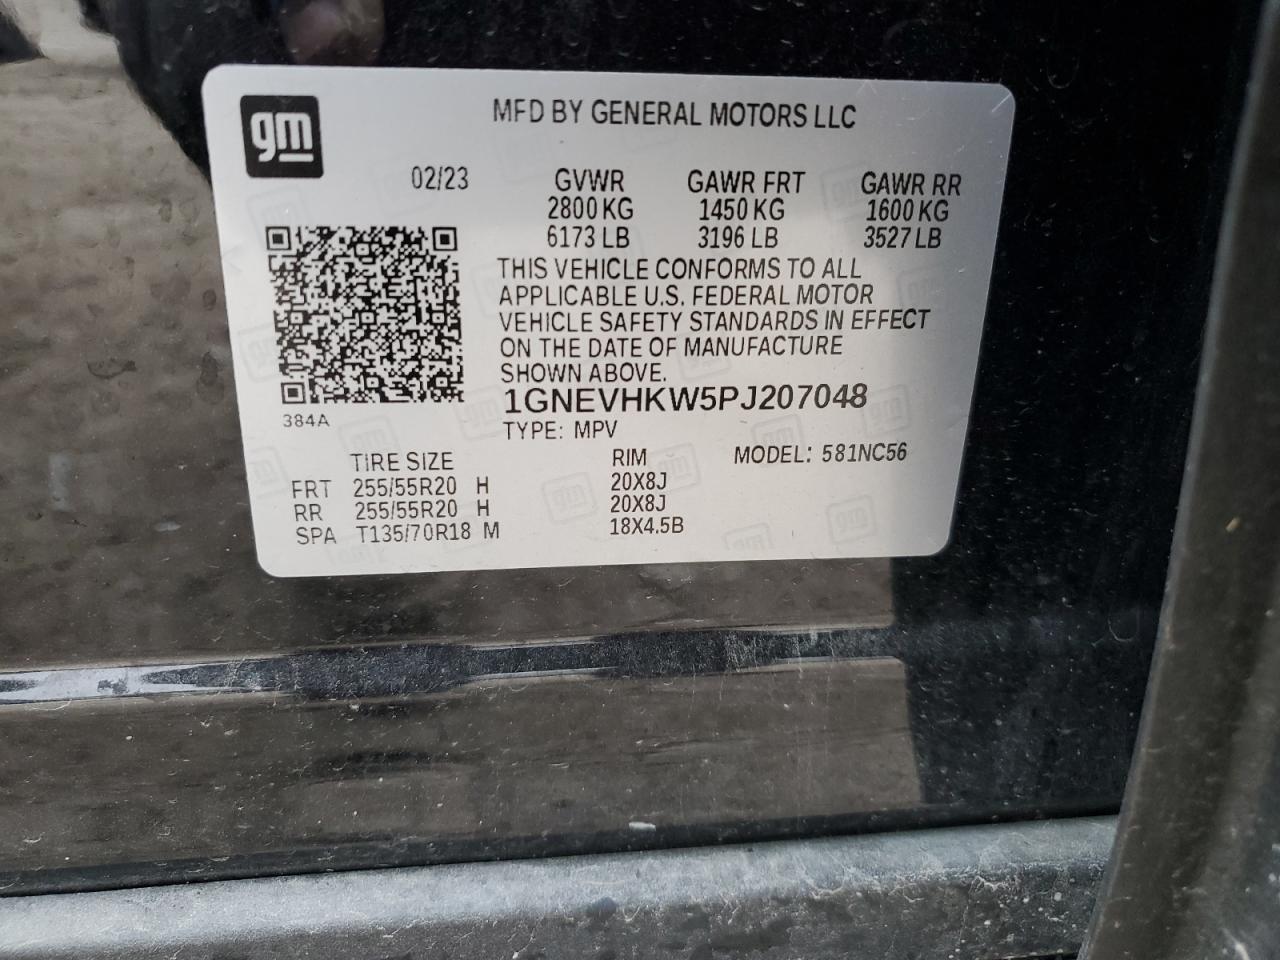 gm
MFD BY GENERAL MOTORS LLC
02/23 GVWR GAWR FRT GAWR RR
2800 KG 1450 KG 1600 KG
6173 LB 3196 LB 3527 LB
THIS VEHICLE CONFORMS TO ALL
APPLICABLE U.S. FEDERAL MOTOR
VEHICLE SAFETY STANDARDS IN EFFECT
ON THE DATE OF MANUFACTURE
SHOWN ABOVE.
1GNEVHKW5PJ207048
384A
TYPE: MPV
TIRE SIZE RIM MODEL: 581NC56
FRT 255/55R20 H 20X8J
RR 255/55R20 H 20X8J
SPA T135/70R18 M 18X4.5B